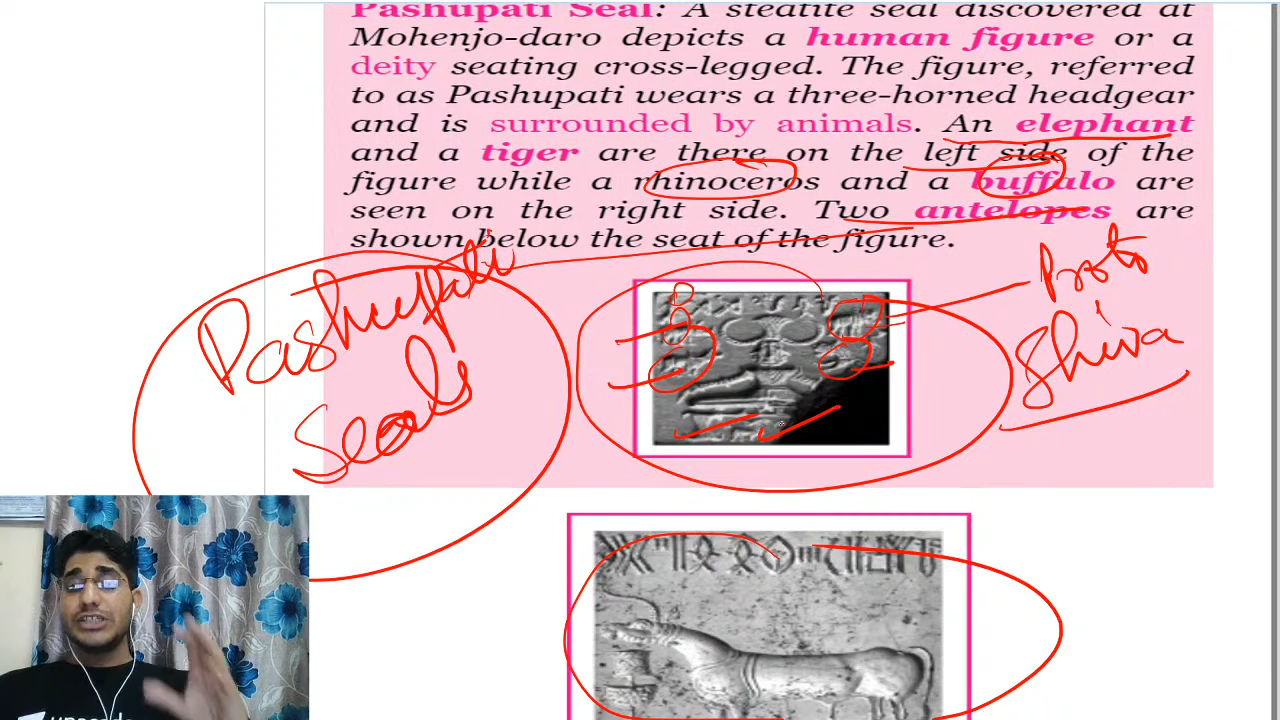 Pashupati Seal: A steatite seal discovered at
Mohenjo-daro depicts a human figure or a
deity seating cross-legged. The figure, referred
to as Pashupati wears a three-horned headgear
and is surrounded by animals. An elephant
and a tiger are there on the left side of the
figure while a rhinoceros and a buffalo are
seen on the right side. Two antelopes are
shown below the seat of the figure.
Pashupati
Seals
Proto
Shiva